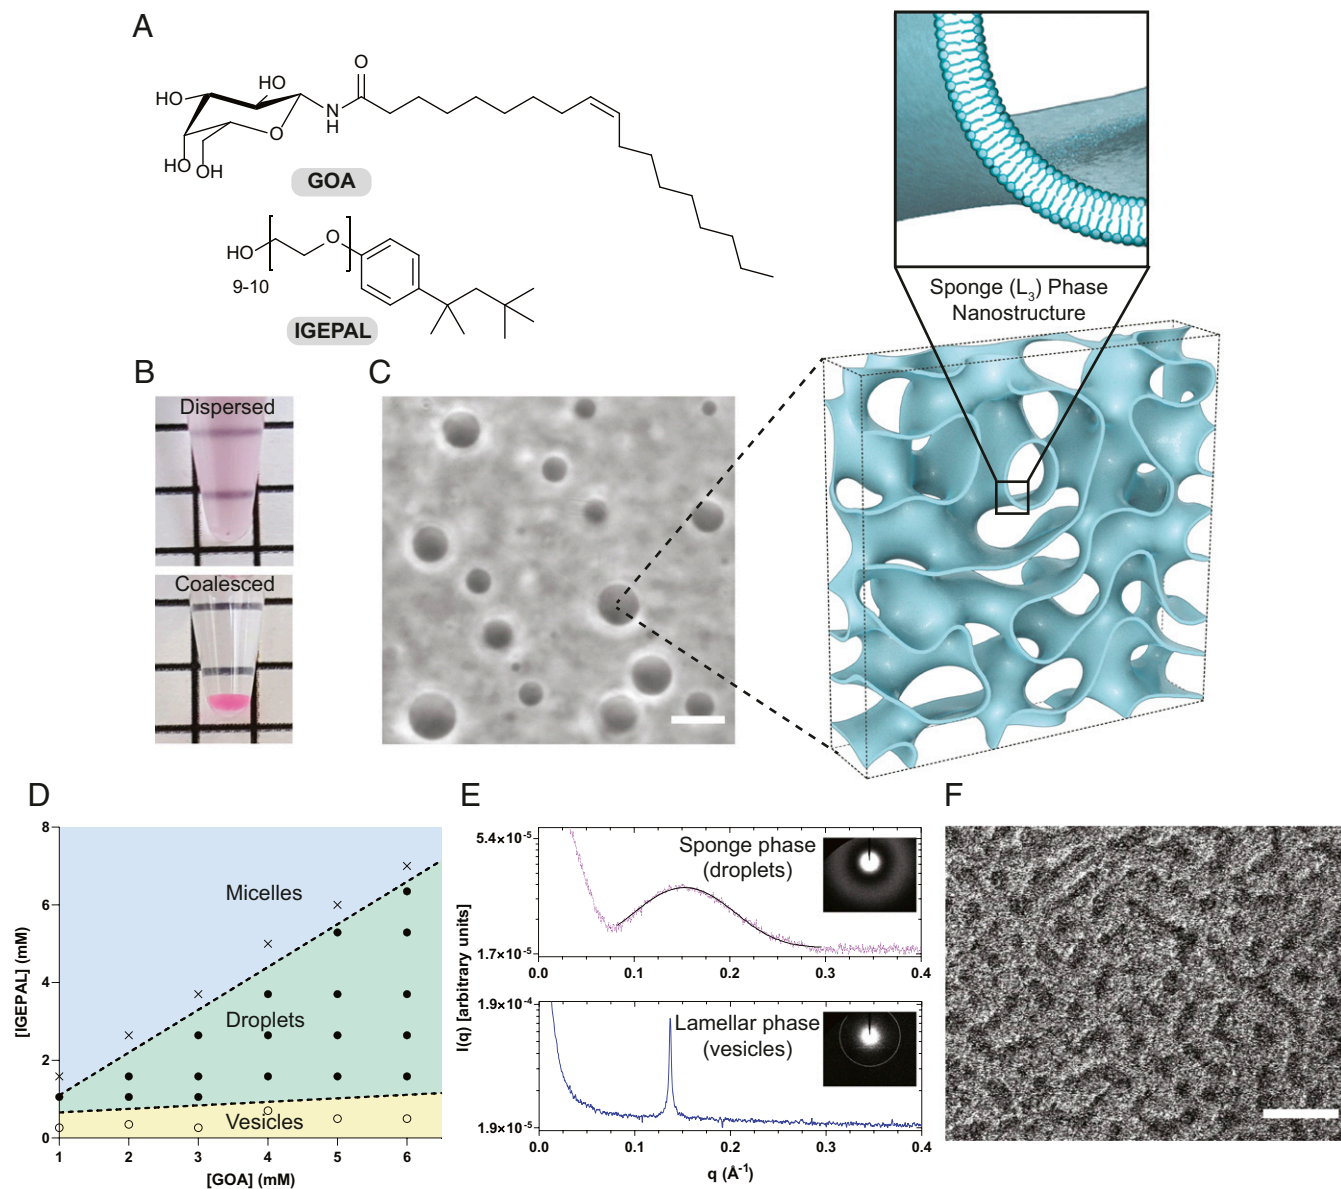 A
HO
HO
O
O
N
H
HO
OH
GOA
HO
O
9-10
IGEPAL
Sponge (L3) Phase
Nanostructure
B
Dispersed
Coalesced
C
D
[IGEPAL] (mM)
8
6
4
2
0
Micelles
Droplets
Vesicles
1 2 3 4 5 6
[GOA] (mM)
E
I(q) [arbitrary units]
5.4×10-5
1.7×10-5
Sponge phase
(droplets)
0.0 0.1 0.2 0.3 0.4
1.9×10-4
1.9×10-5
Lamellar phase
(vesicles)
0.0 0.1 0.2 0.3 0.4
q (Å-1)
F